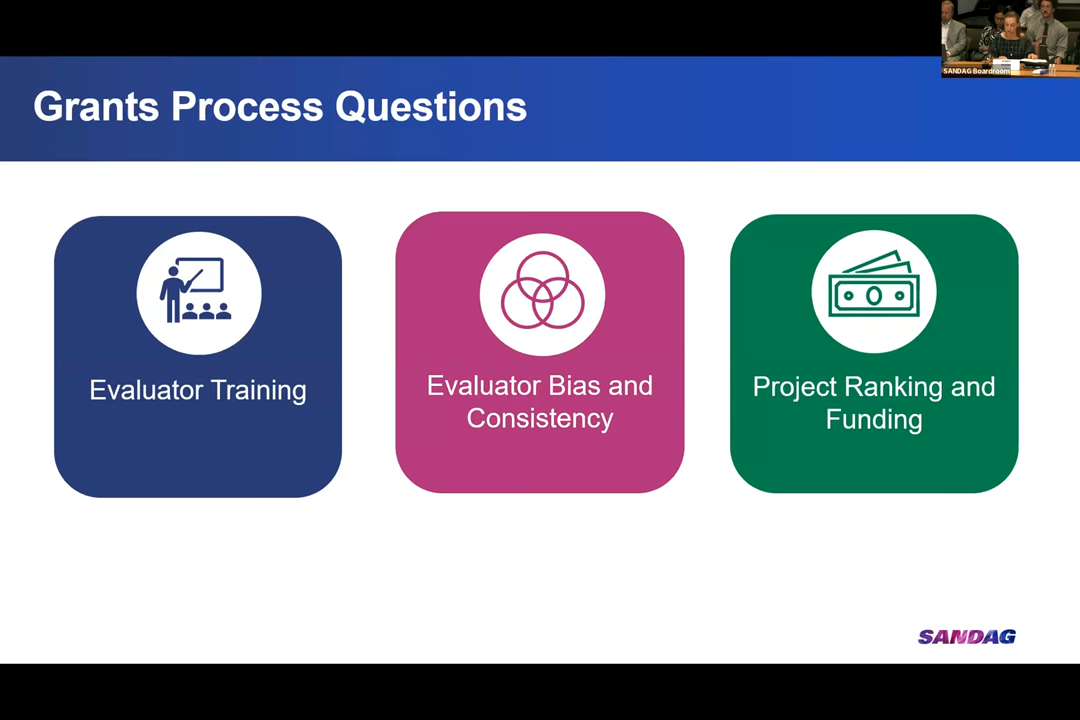 SANDAG Boardroom
Grants Process Questions
Evaluator Training
Evaluator Bias and
Consistency
Project Ranking and
Funding
SANDAG